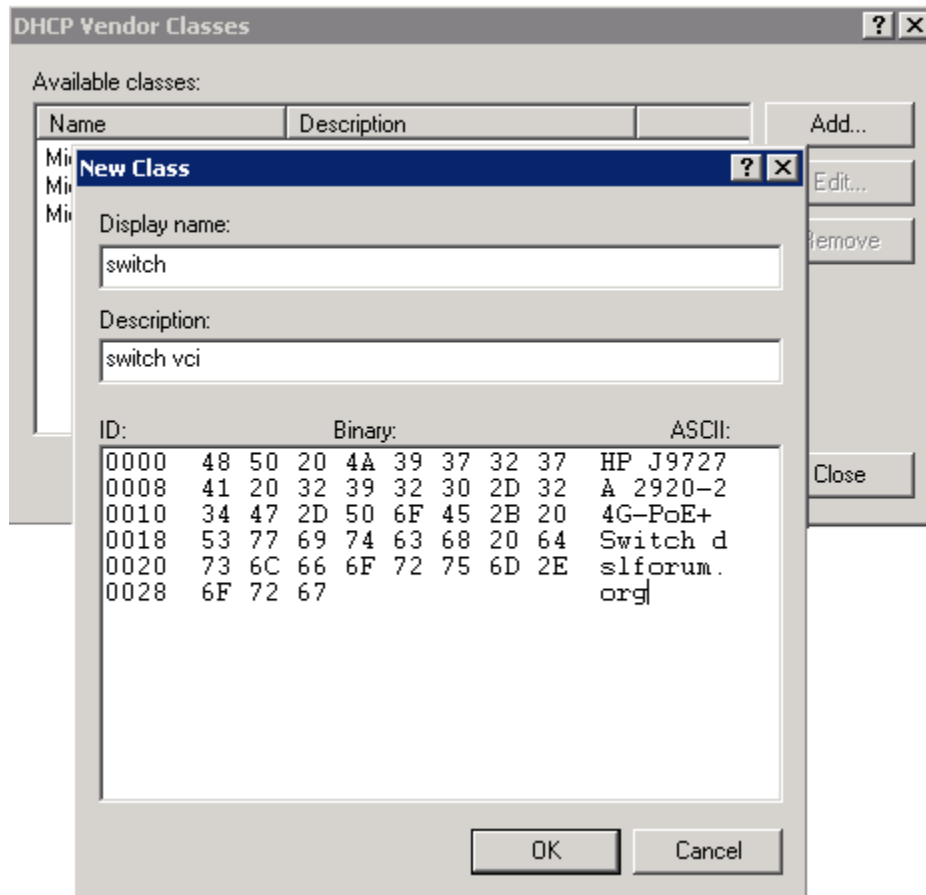 DHCP Vendor Classes
Available classes:
Name Description
Add...
Edit...
New Class
Display name:
switch
Description:
switch vci
ID: Binary: ASCII:
0000 48 50 20 4A 39 37 32 37 HP J9727
0008 41 20 32 39 32 30 2D 32 A 2920-2
0010 34 47 2D 50 6F 45 2B 20 4G-PoE+
0018 53 77 69 74 63 68 20 64 Switch d
0020 73 6C 66 6F 72 75 6D 2E slforum.
0028 6F 72 67 org
Close
OK Cancel